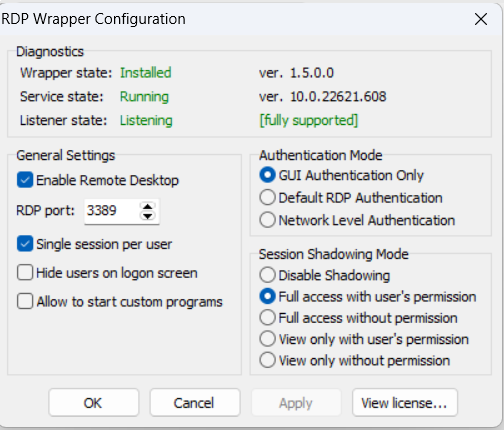 RDP Wrapper Configuration
Diagnostics
Wrapper state: Installed ver. 1.5.0.0
Service state: Running ver. 10.0.22621.608
Listener state: Listening [fully supported]
General Settings
Enable Remote Desktop
RDP port: 3389
Single session per user
Hide users on logon screen
Allow to start custom programs
Authentication Mode
GUI Authentication Only
Default RDP Authentication
Network Level Authentication
Session Shadowing Mode
Disable Shadowing
Full access with user's permission
Full access without permission
View only with user's permission
View only without permission
OK Cancel Apply View license...